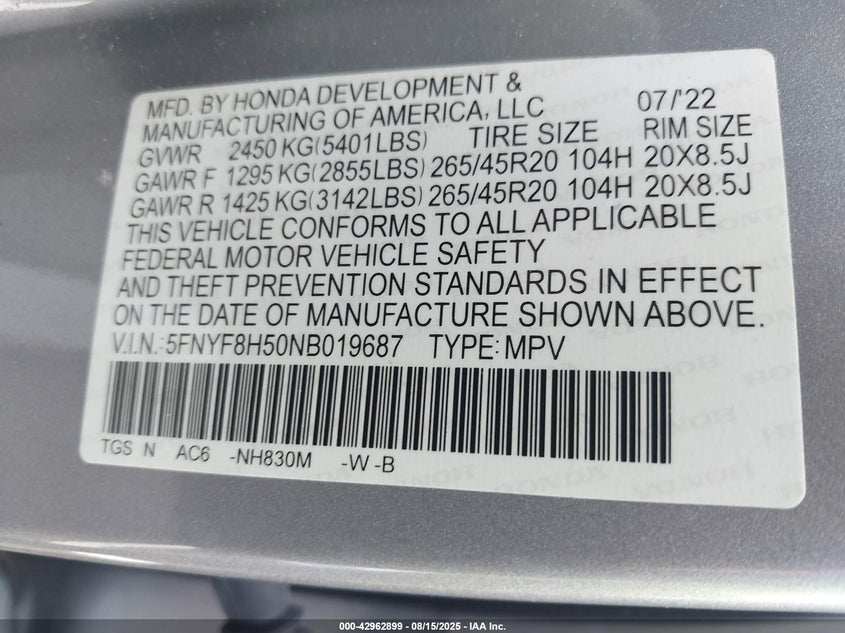 MFD. BY HONDA DEVELOPMENT &
MANUFACTURING OF AMERICA, LLC 07/'22
GVWR 2450 KG(5401LBS) TIRE SIZE RIM SIZE
GAWR F 1295 KG(2855LBS) 265/45R20 104H 20X8.5J
GAWR R 1425 KG(3142LBS) 265/45R20 104H 20X8.5J
THIS VEHICLE CONFORMS TO ALL APPLICABLE
FEDERAL MOTOR VEHICLE SAFETY
AND THEFT PREVENTION STANDARDS IN EFFECT
ON THE DATE OF MANUFACTURE SHOWN ABOVE.
V.I.N.:5FNYF8H50NB019687 TYPE:MPV
TGS N AC6 -NH830M -W -B
000-42962899 - 08/15/2025 - IAA Inc.